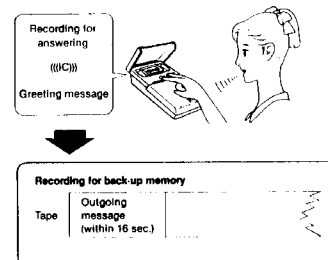 Recording for
answering
(((IC)))
Greeting message
Recording for back-up memory
Tape
Outgoing
message
(within 16 sec.)